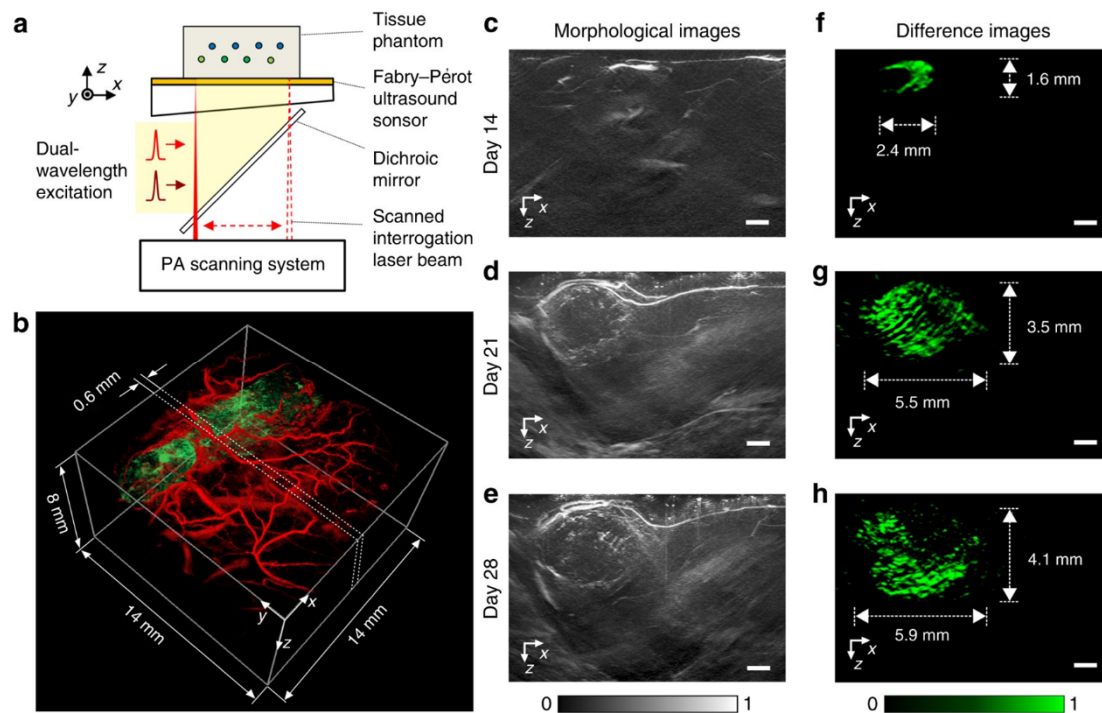 a
Tissue
phantom
Fabry–Pérot
ultrasound
sonsor
Dichroic
mirror
Scanned
interrogation
laser beam
z
y
x
Dual-
wavelength
excitation
PA scanning system
b
0.6 mm
8 mm
14 mm
14 mm
y
x
z
Morphological images
c
Day 14
x
z
d
Day 21
x
z
e
Day 28
x
z
0
1
Difference images
f
1.6 mm
2.4 mm
x
z
g
3.5 mm
5.5 mm
x
z
h
4.1 mm
5.9 mm
x
z
0
1